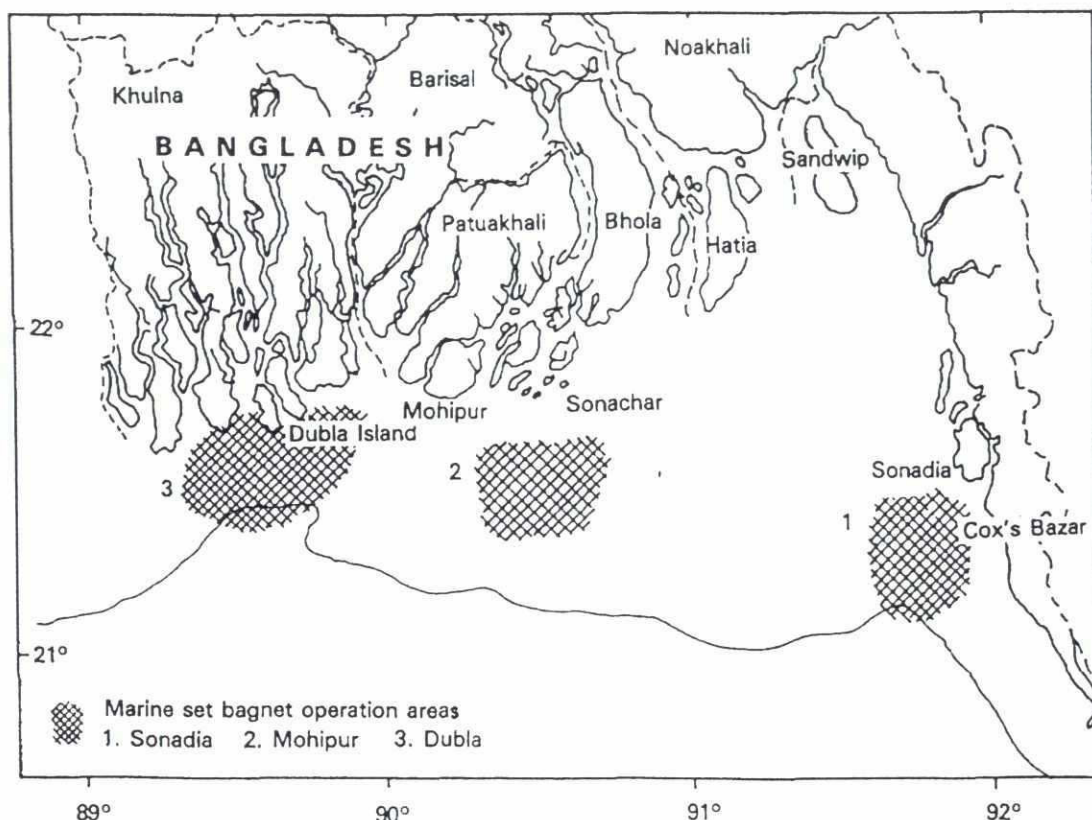 Noakhali
Barisal
Khulna
BANGLADESH
Sandwip
Patuakhali
Bhola
Hatia
22°
Mohipur
Sonachar
Dubla Island
2
Sonadia
3
1
Cox's Bazar
21°
Marine set bagnet operation areas
1. Sonadia 2. Mohipur 3. Dubla
89° 90° 91° 92°